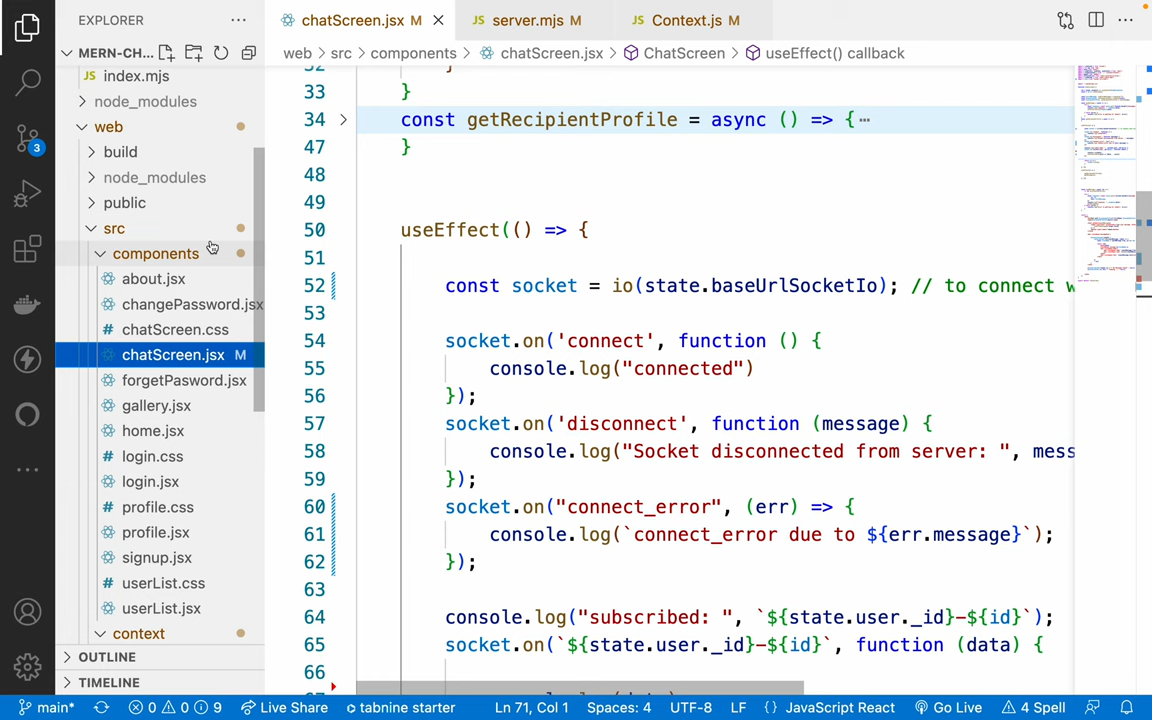 EXPLORER
chatScreen.jsx M
JS server.mjs M
JS Context.js M
MERN-CH...
web > src > components > chatScreen.jsx > ChatScreen > useEffect() callback
JS index.mjs
node_modules
web
build
node_modules
public
src
components
about.jsx
changePassword.jsx
# chatScreen.css
chatScreen.jsx M
forgetPasword.jsx
gallery.jsx
home.jsx
# login.css
login.jsx
# profile.css
profile.jsx
signup.jsx
# userList.css
userList.jsx
context
OUTLINE
TIMELINE
3
33 }
34 const getRecipientProfile = async () => {⋯
47 }
48
49
50 useEffect(() => {
51
52 const socket = io(state.baseUrlSocketIo); // to connect w
53
54 socket.on('connect', function () {
55 console.log("connected")
56 });
57 socket.on('disconnect', function (message) {
58 console.log("Socket disconnected from server: ", mess
59 });
60 socket.on("connect_error", (err) => {
61 console.log(`connect_error due to ${err.message}`);
62 });
63
64 console.log("subscribed: ", `${state.user._id}-${id}`);
65 socket.on(`${state.user._id}-${id}`, function (data) {
66
main* 0 0 9 Live Share tabnine starter Ln 71, Col 1 Spaces: 4 UTF-8 LF {} JavaScript React Go Live 4 Spell